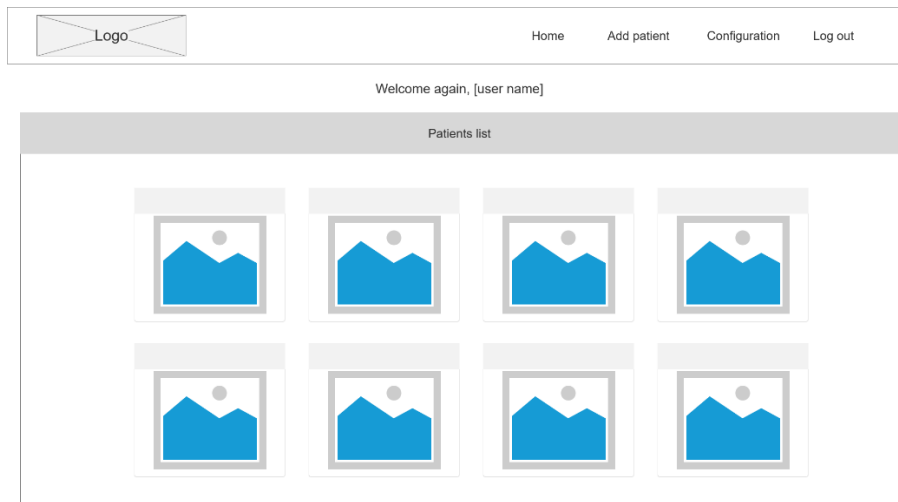 Logo
Home Add patient Configuration Log out
Welcome again, [user name]
Patients list